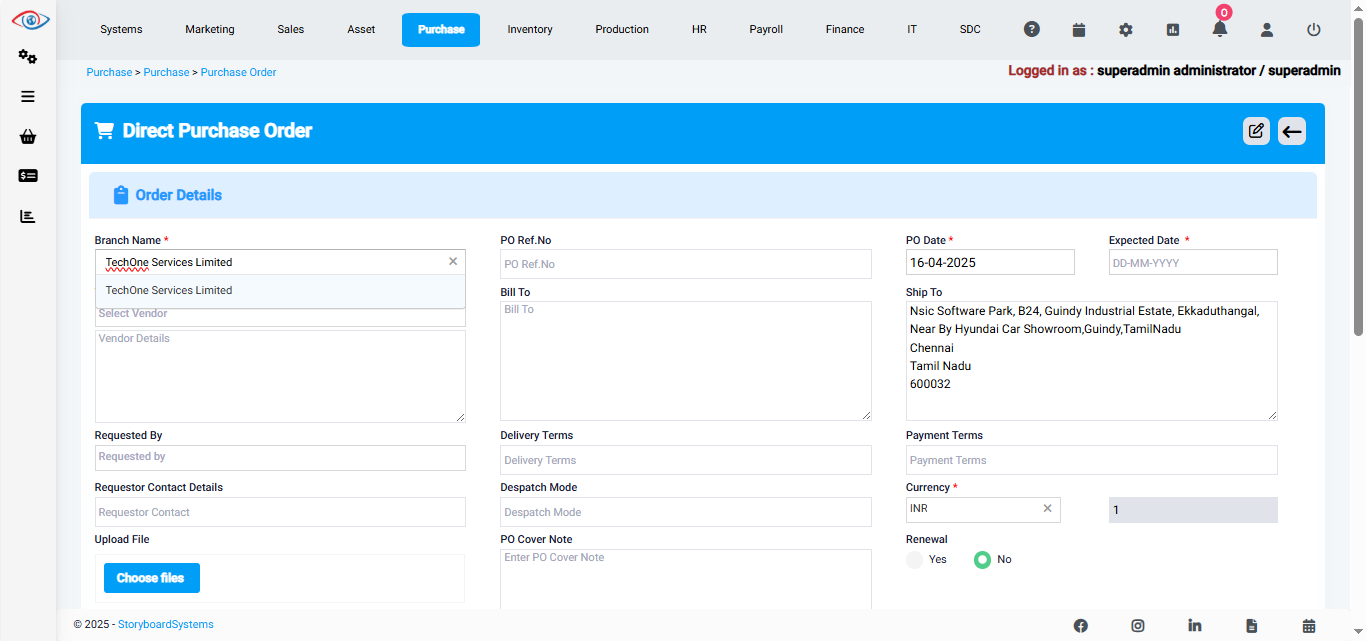 Systems Marketing Sales Asset Purchase Inventory Production HR Payroll Finance IT SDC 0
Purchase > Purchase > Purchase Order
Logged in as : superadmin administrator / superadmin
Direct Purchase Order
Order Details
Branch Name *
TechOne Services Limited
TechOne Services Limited
Select Vendor
Vendor Details
Requested By
Requested by
Requestor Contact Details
Requestor Contact
Upload File
Choose files
PO Ref.No
PO Ref.No
Bill To
Bill To
Delivery Terms
Delivery Terms
Despatch Mode
Despatch Mode
PO Cover Note
Enter PO Cover Note
PO Date *
16-04-2025
Expected Date *
DD-MM-YYYY
Ship To
Nsic Software Park, B24, Guindy Industrial Estate, Ekkaduthangal,
Near By Hyundai Car Showroom,Guindy,TamilNadu
Chennai
Tamil Nadu
600032
Payment Terms
Payment Terms
Currency *
INR
1
Renewal
Yes No
© 2025 - StoryboardSystems